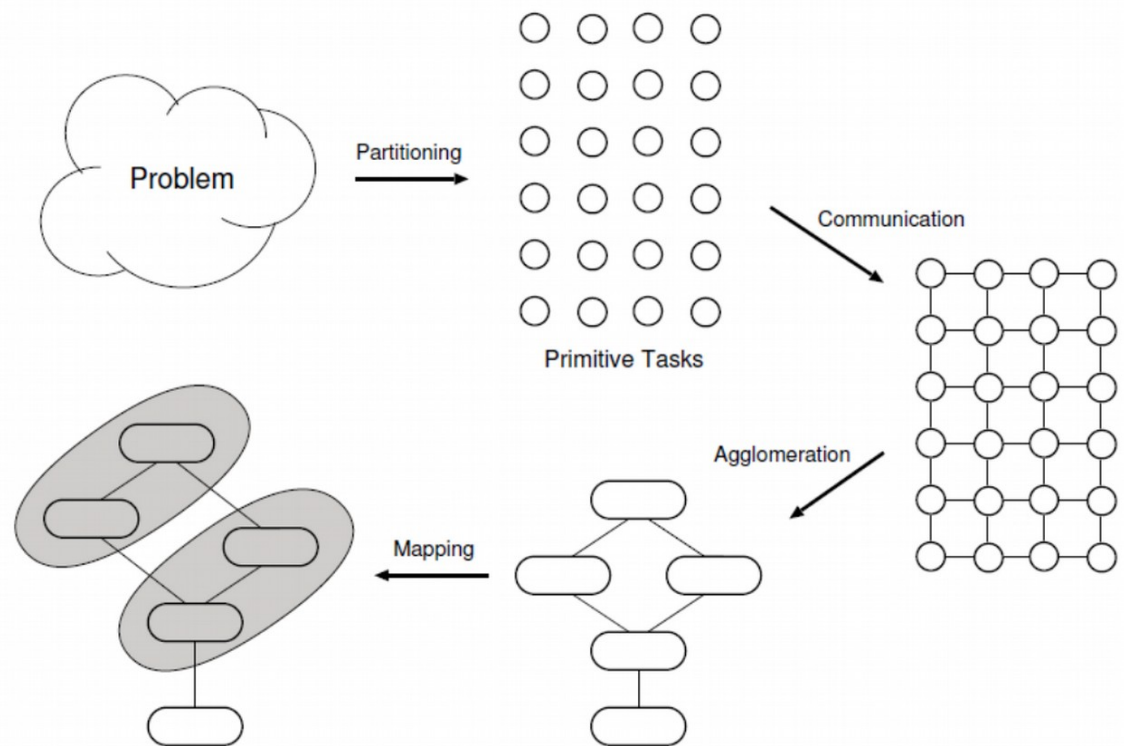 Problem
Partitioning
Primitive Tasks
Communication
Agglomeration
Mapping